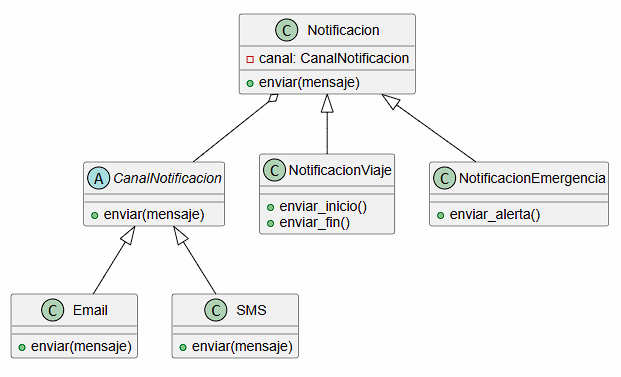 C Notificacion
canal: CanalNotificacion
enviar(mensaje)
A CanalNotificacion
enviar(mensaje)
C NotificacionViaje
enviar_inicio()
enviar_fin()
C NotificacionEmergencia
enviar_alerta()
C Email
enviar(mensaje)
C SMS
enviar(mensaje)